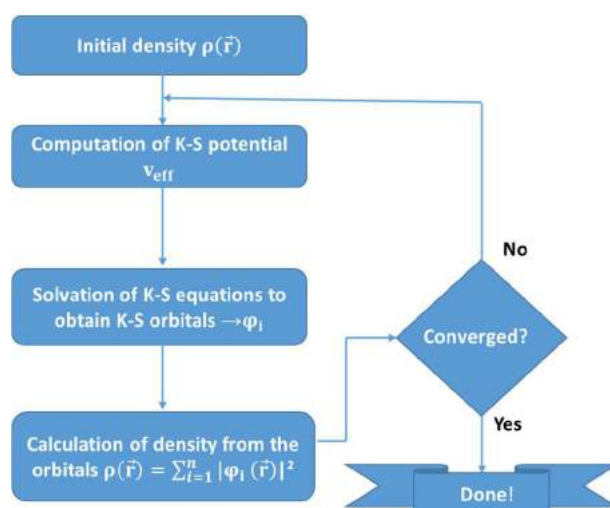 Initial density ρ(r⃗)
Computation of K-S potential
v_eff
Solvation of K-S equations to
obtain K-S orbitals →φ_i
Calculation of density from the
orbitals ρ(r⃗) = ∑_{i=1}^{n} |φ_i (r⃗)|²
No
Converged?
Yes
Done!